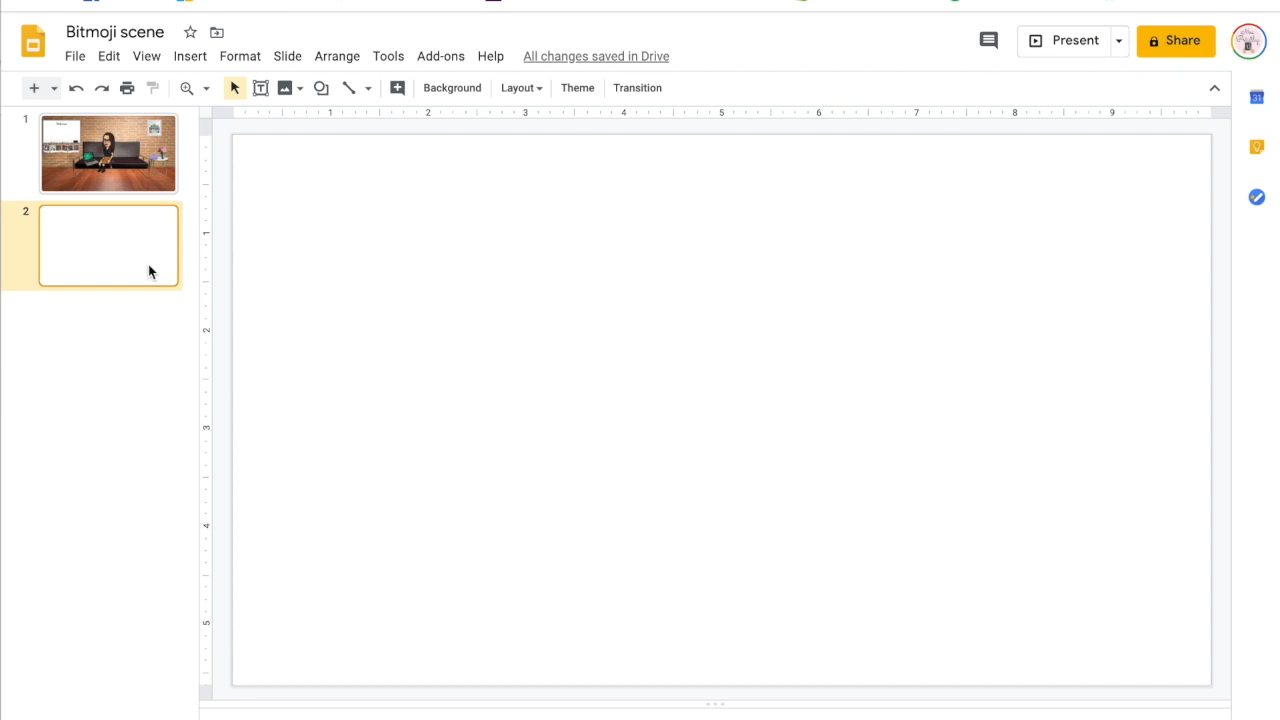 Bitmoji scene
File Edit View Insert Format Slide Arrange Tools Add-ons Help All changes saved in Drive
Present Share
Background Layout Theme Transition
31
1 2 3 4 5 6 7 8 9
1
2
1
2
3
4
5